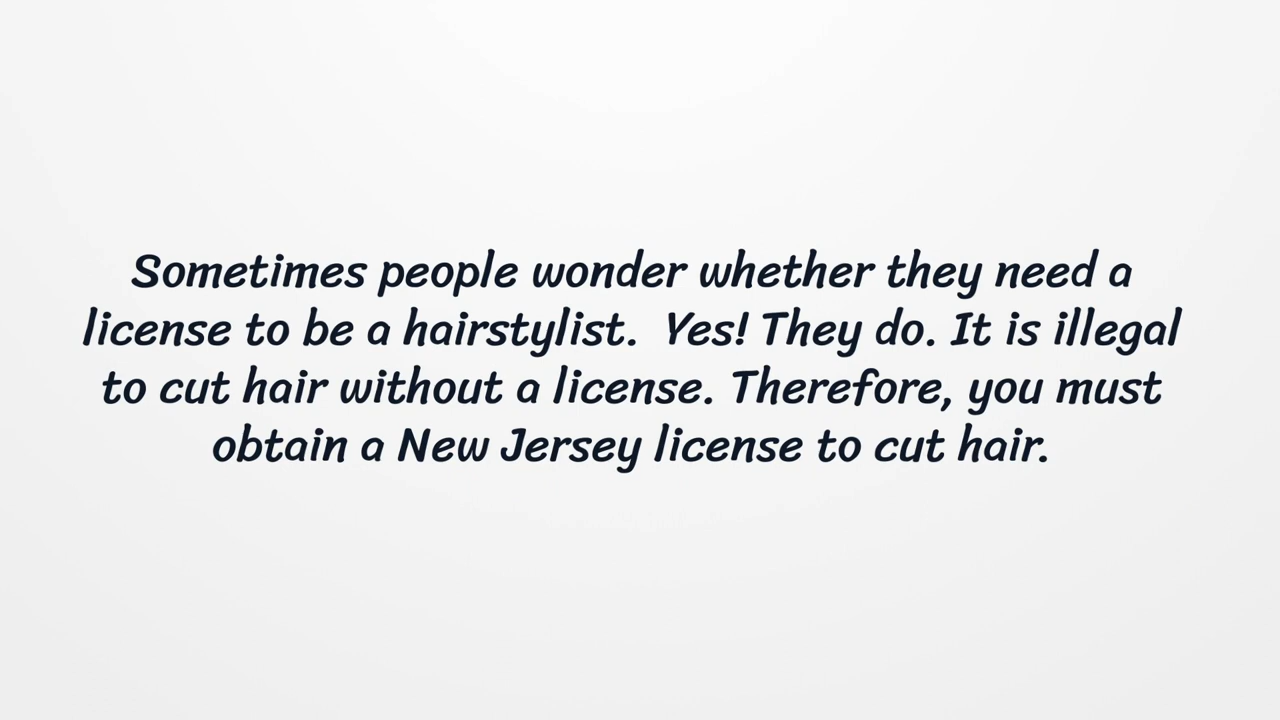 Sometimes people wonder whether they need a
license to be a hairstylist.  Yes! They do. It is illegal
to cut hair without a license. Therefore, you must
obtain a New Jersey license to cut hair.